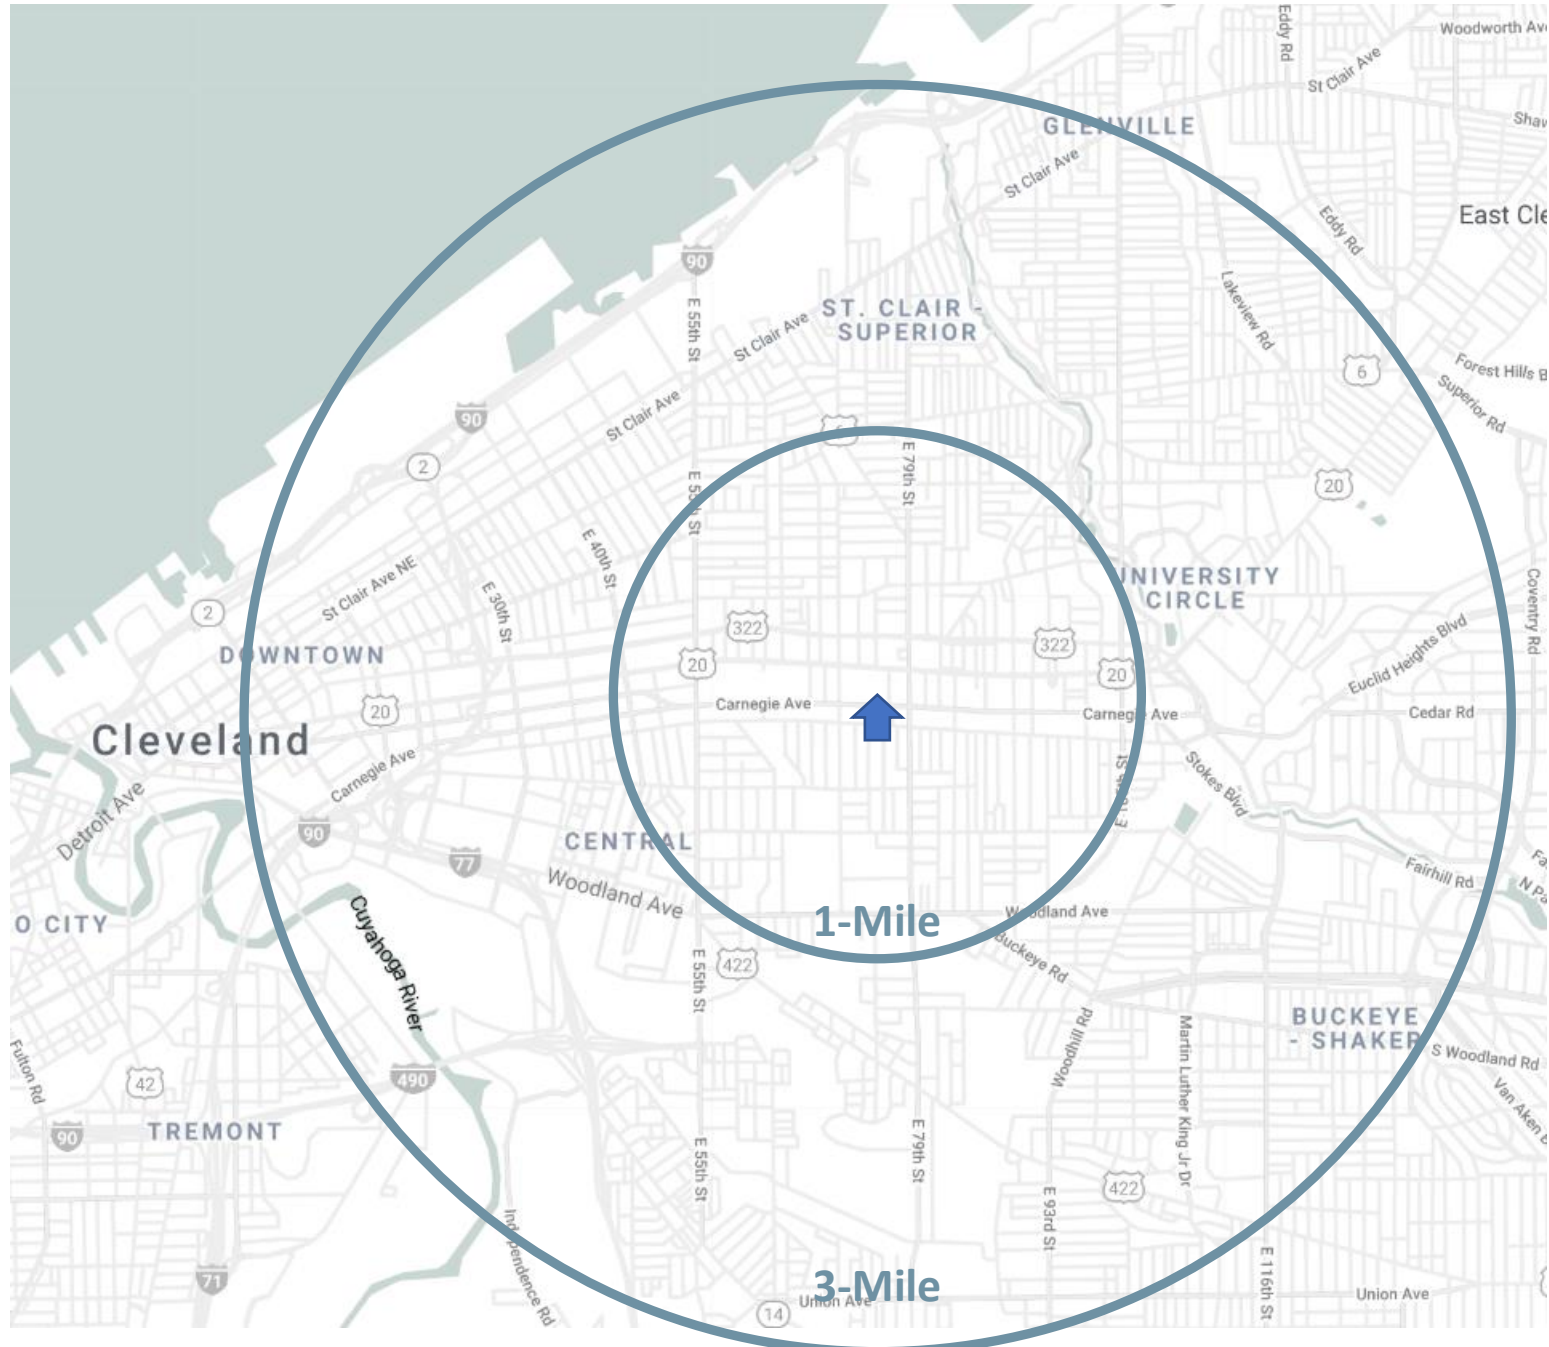 Eddy Rd
Woodworth Ave
St Clair Ave
Shaw
GLENVILLE
St Clair Ave
East Cle
Eddy Rd
90
Lakeview Rd
E 55th St
ST. CLAIR -
SUPERIOR
St Clair Ave
6
Forest Hills B
Superior Rd
St Clair Ave
90
6
2
E 79th St
20
E 55th St
E 40th St
St Clair Ave NE
E 30th St
UNIVERSITY
CIRCLE
Coventry Rd
2
322
322
Euclid Heights Blvd
DOWNTOWN
20
20
Carnegie Ave
20
Carnegie Ave
Cedar Rd
Cleveland
Carnegie Ave
Stokes Blvd
Detroit Ave
90
CENTRAL
77
Fairhill Rd
Woodland Ave
N Pa
O CITY
1-Mile
Woodland Ave
Cuyahoga River
Buckeye Rd
E 55th St
422
BUCKEYE
- SHAKER
S Woodland Rd
Woodhill Rd
Martin Luther King Jr Dr
Fulton Rd
42
490
Van Aken B
90
TREMONT
E 55th St
E 79th St
422
E 93rd St
Independence Rd
71
E 116th St
3-Mile
14
Union Ave
Union Ave